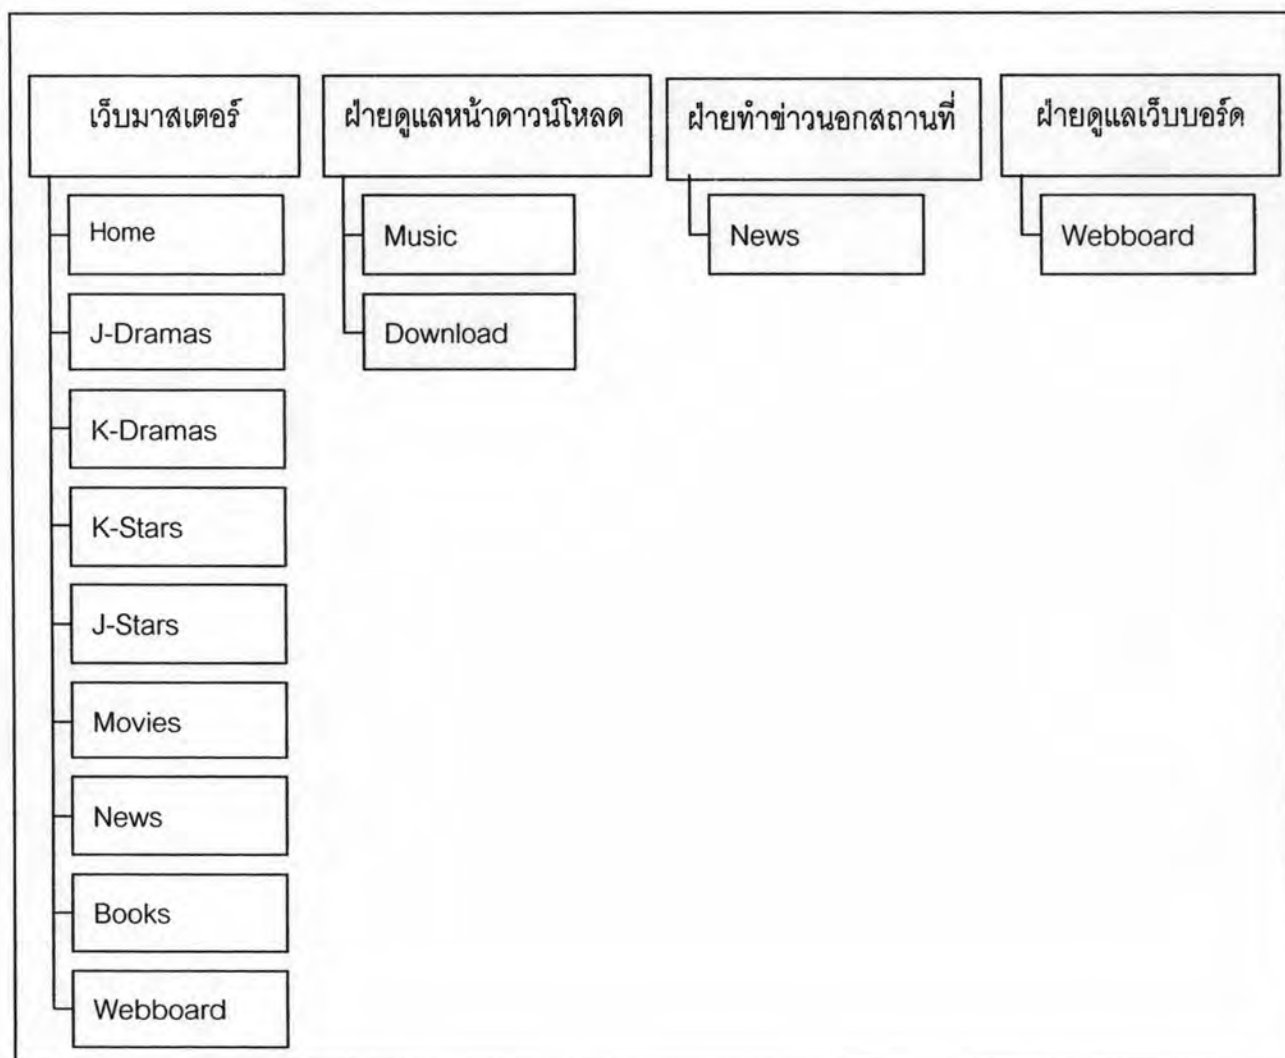 เว็บมาสเตอร์
Home
J-Dramas
K-Dramas
K-Stars
J-Stars
Movies
News
Books
Webboard
ฝ่ายดูแลหน้าดาวน์โหลด
Music
Download
ฝ่ายทำข่าวนอกสถานที่
News
ฝ่ายดูแลเว็บบอร์ด
Webboard